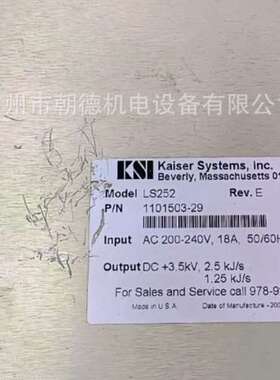 州市朝德机电设备有限公
KSI
Kaiser Systems, Inc.
Beverly, Massachusetts 01
Model LS252 Rev. E
P/N 1101503-29
Input AC 200-240V, 18A, 50/60H
Output DC +3.5kV, 2.5 kJ/s
1.25 kJ/s
For Sales and Service call 978-9
Made in U.S.A. Date of Manufacture - 200